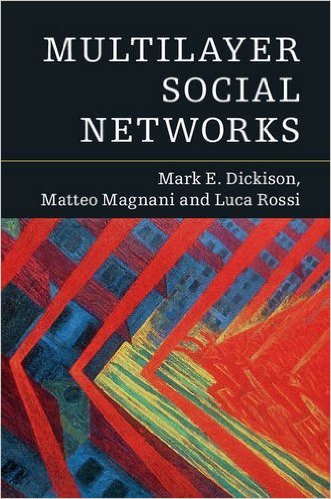 MULTILAYER
SOCIAL
NETWORKS
Mark E. Dickison,
Matteo Magnani and Luca Rossi